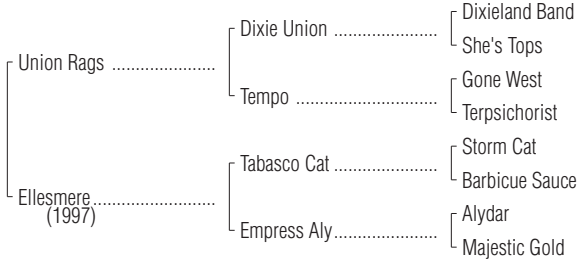 Dixieland Band
Dixie Union ....................
She's Tops
Union Rags ......................
Gone West
Tempo ...........................
Terpsichorist
Storm Cat
Tabasco Cat ....................
Barbicue Sauce
Ellesmere.........................
(1997)
Alydar
Empress Aly....................
Majestic Gold